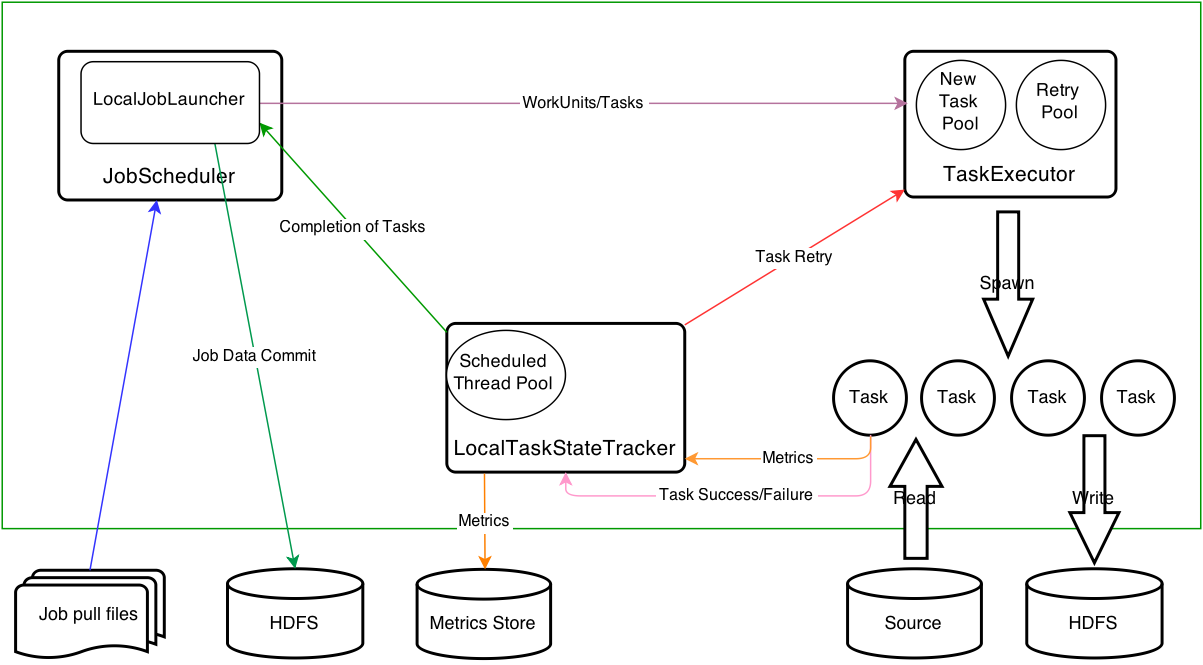 LocalJobLauncher
JobScheduler
WorkUnits/Tasks
New
Task
Pool
Retry
Pool
TaskExecutor
Completion of Tasks
Task Retry
Spawn
Job Data Commit
Scheduled
Thread Pool
LocalTaskStateTracker
Task
Task
Task
Task
Metrics
Task Success/Failure
Read
Write
Metrics
Job pull files
HDFS
Metrics Store
Source
HDFS